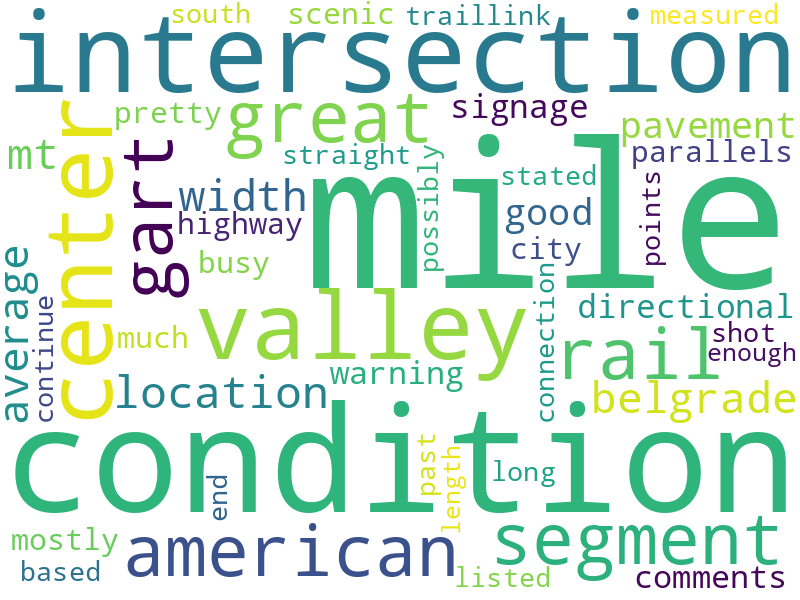 south
scenic
traillink
measured
intersection
pretty
great
signage
pavement
mt
center
gart
straight
possibly
mile
stated
parallels
points
width
highway
good
city
busy
average
continue
valley
connection
directional
much
rail
shot
enough
location
warning
belgrade
condition
end
past
length
long
mostly
american
segment
based
listed
comments